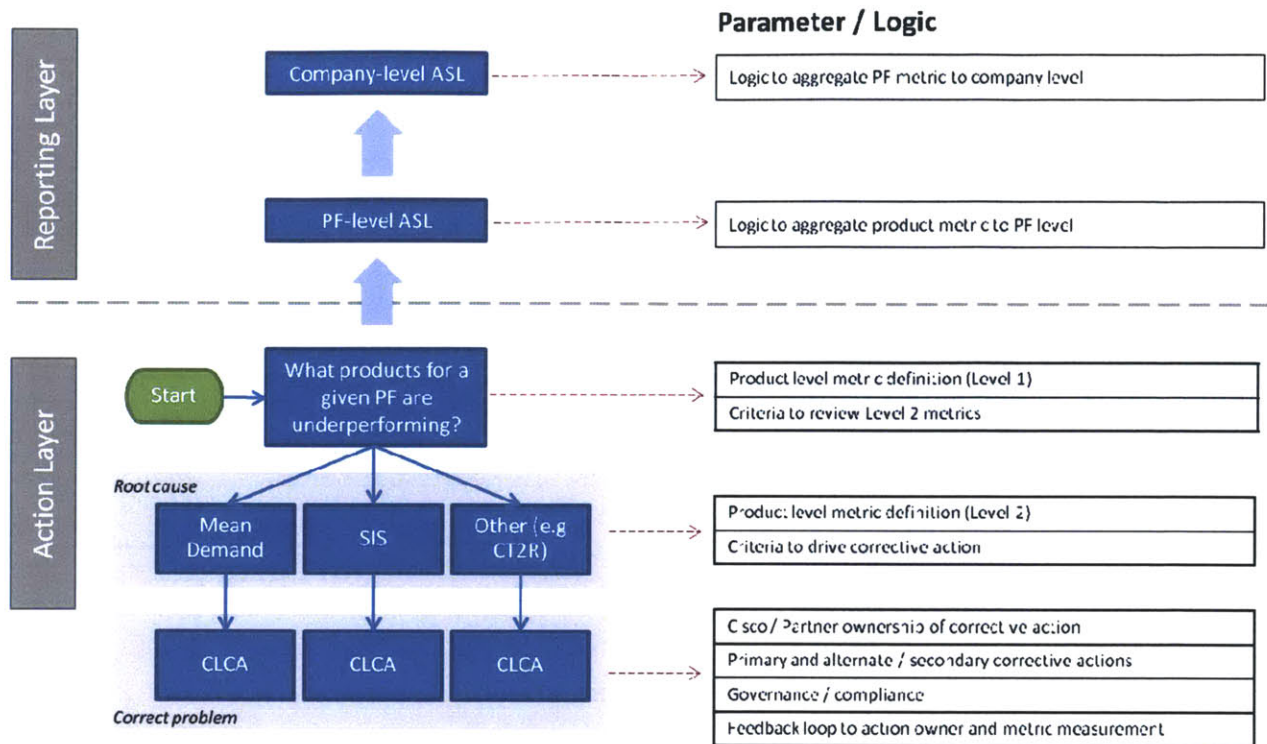 Parameter / Logic
Reporting Layer
Company-level ASL
Logic to aggregate PF metric to company level
PF-level ASL
Logic to aggregate product metric to PF level
Action Layer
Start
What products for a
given PF are
underperforming?
Product level metric definition (Level 1)
Criteria to review Level 2 metrics
Root cause
Mean
Demand
SIS
Other (e.g
CT2R)
Product level metric definition (Level 2)
Criteria to drive corrective action
CLCA
CLCA
CLCA
Correct problem
Cisco / Partner ownership of corrective action
Primary and alternate / secondary corrective actions
Governance / compliance
Feedback loop to action owner and metric measurement